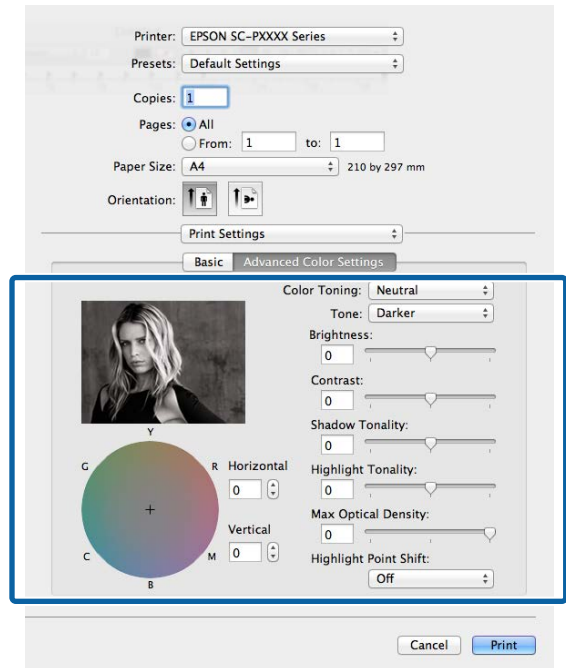 Printer: EPSON SC-PXXXX Series
Presets: Default Settings
Copies: 1
Pages: All
From: 1 to: 1
Paper Size: A4 210 by 297 mm
Orientation:
Print Settings
Basic Advanced Color Settings
Color Toning: Neutral
Tone: Darker
Brightness:
0
Contrast:
0
Shadow Tonality:
0
Highlight Tonality:
0
Max Optical Density:
0
Highlight Point Shift:
Off
Y
G R
C M
B
Horizontal
0
Vertical
0
Cancel Print